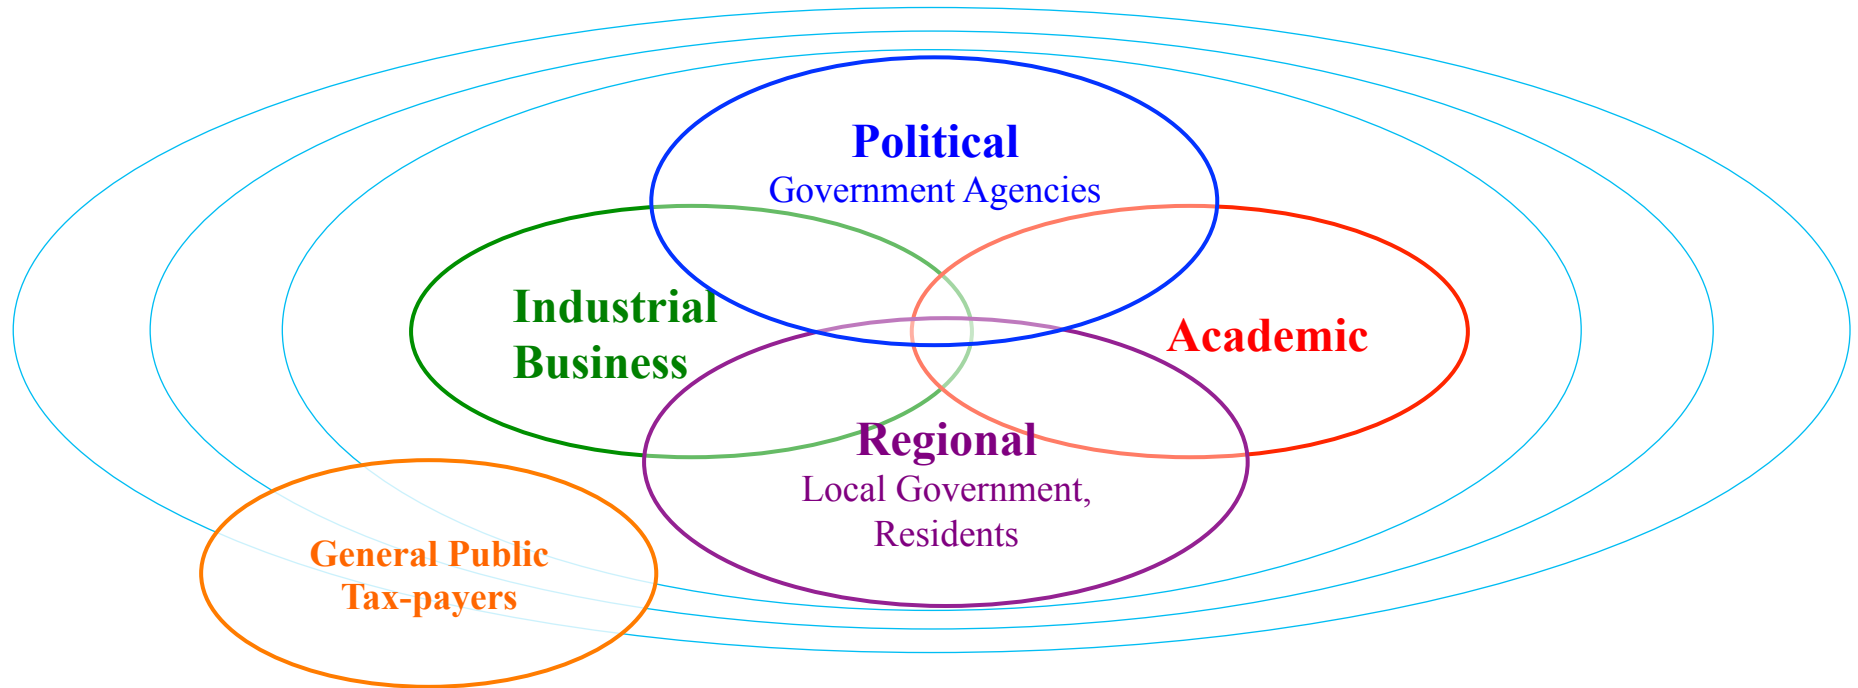 Political
Government Agencies
Industrial
Business
Academic
Regional
Local Government,
Residents
General Public
Tax-payers